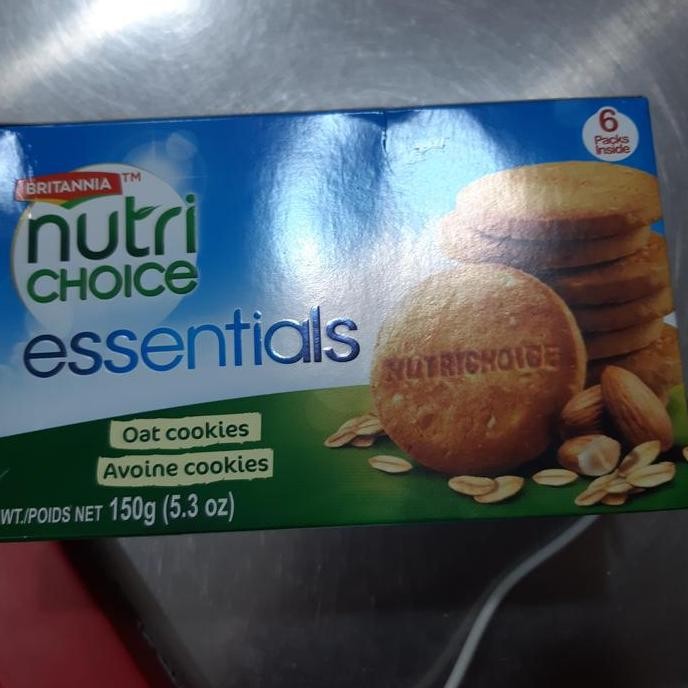 BRITANNIA TM
nutri
CHOICE
essentials
Oat cookies
Avoine cookies
WT./POIDS NET 150g (5.3 oz)
6
Packs
Inside
NUTRICHOICE